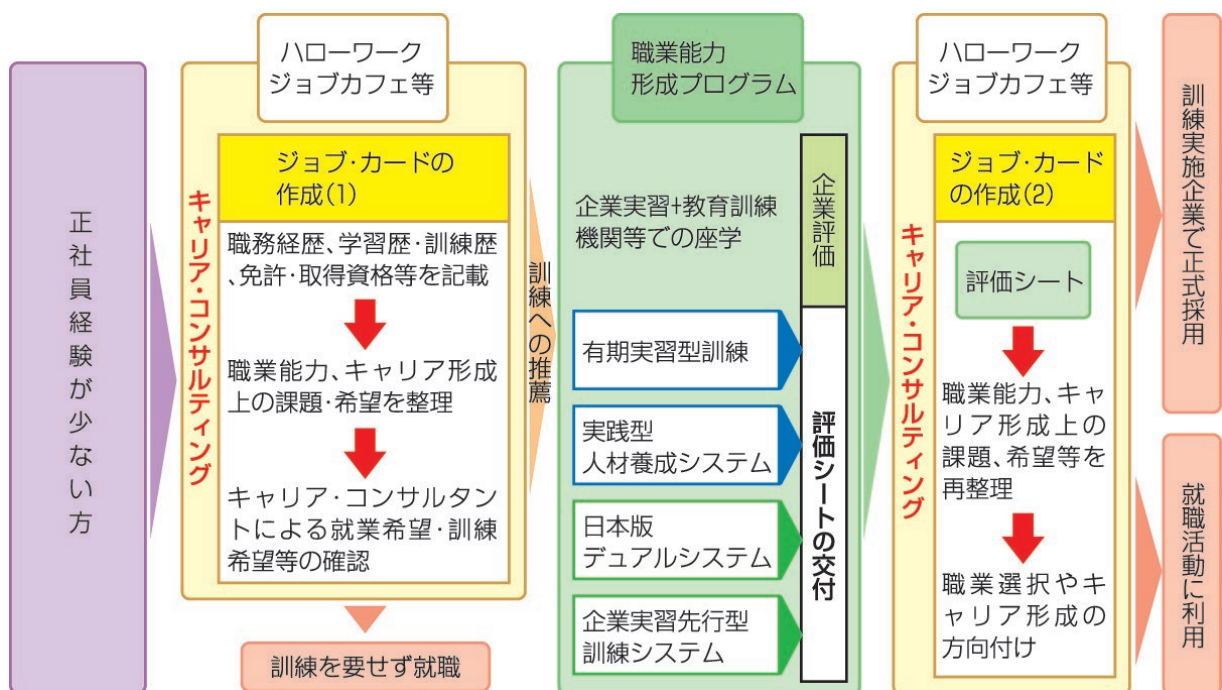 正社員経験が少ない方
ハローワーク
ジョブカフェ等
キャリア・コンサルティング
ジョブ・カードの
作成(1)
職務経歴、学習歴・訓練歴
、免許・取得資格等を記載
職業能力、キャリア形成
上の課題・希望を整理
キャリア・コンサルタン
トによる就業希望・訓練
希望等の確認
訓練を要せず就職
訓練への推薦
職業能力
形成プログラム
企業実習+教育訓練
機関等での座学
有期実習型訓練
実践型
人材養成システム
日本版
デュアルシステム
企業実習先行型
訓練システム
企業評価
評価シートの交付
ハローワーク
ジョブカフェ等
キャリア・コンサルティング
ジョブ・カード
の作成(2)
評価シート
職業能力、キャ
リア形成上の
課題、希望等を
再整理
職業選択やキ
ャリア形成の
方向付け
訓練実施企業で正式採用
就職活動に利用